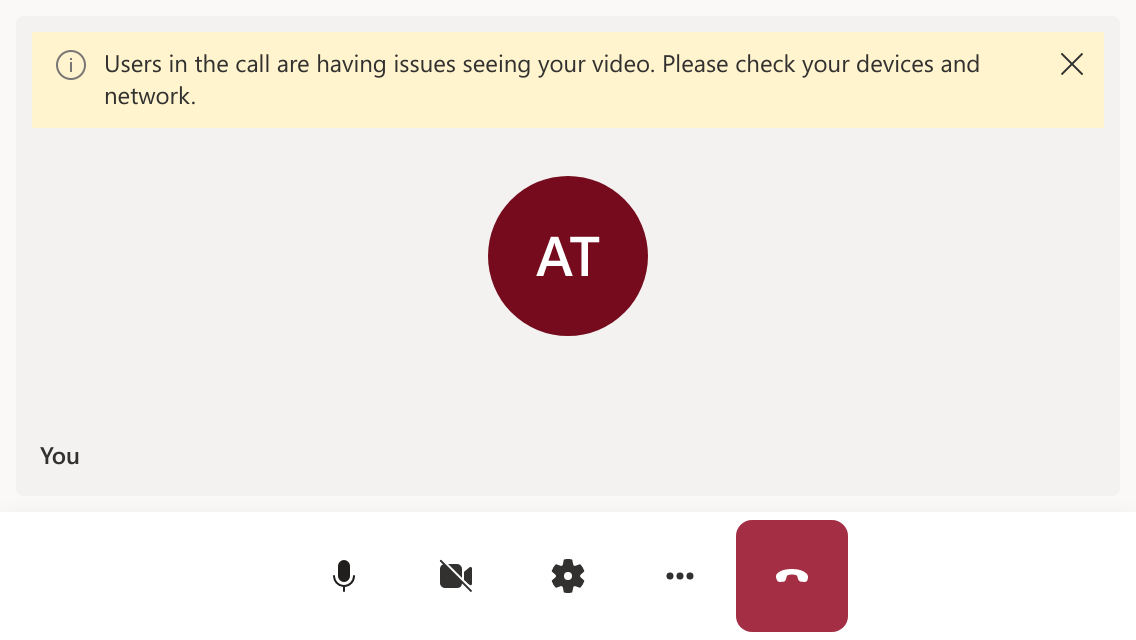 Users in the call are having issues seeing your video. Please check your devices and
network.
AT
You